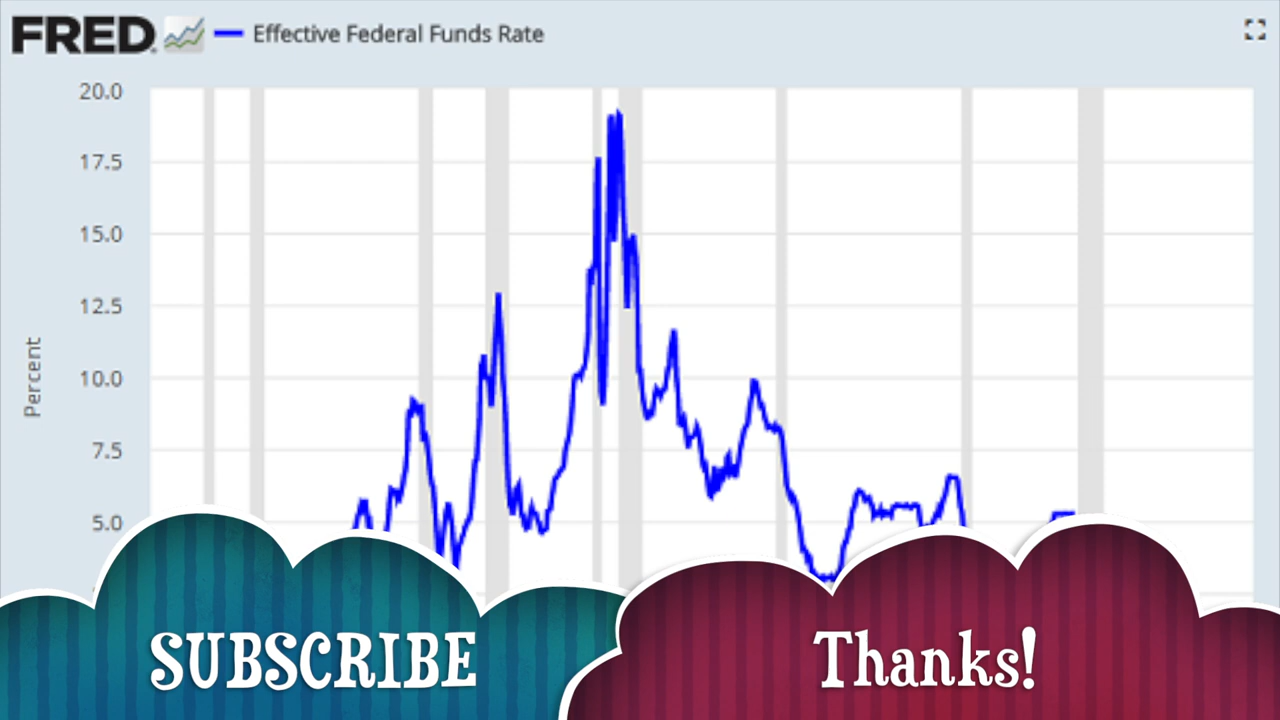 FRED
Effective Federal Funds Rate
20.0
17.5
15.0
12.5
10.0
7.5
5.0
Percent
SUBSCRIBE
Thanks!